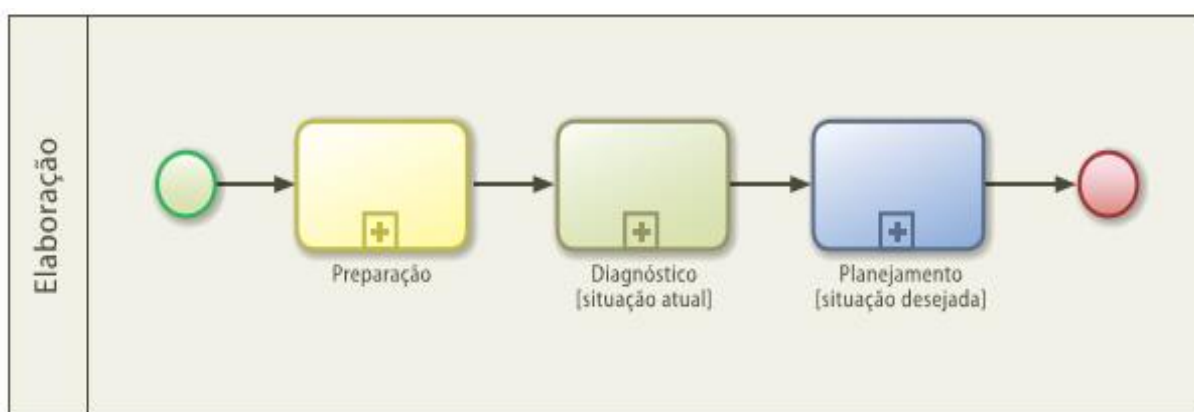 Elaboração
Preparação
Diagnóstico
[situação atual]
Planejamento
[situação desejada]